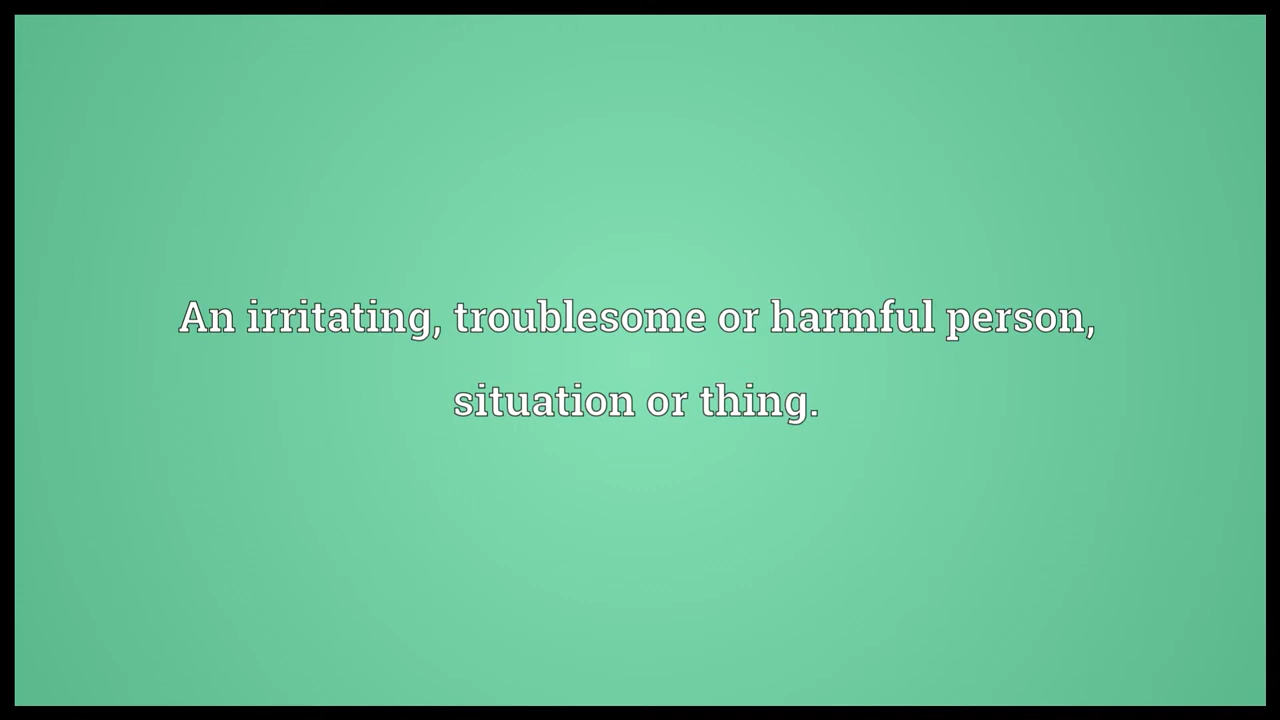 An irritating, troublesome or harmful person,
situation or thing.